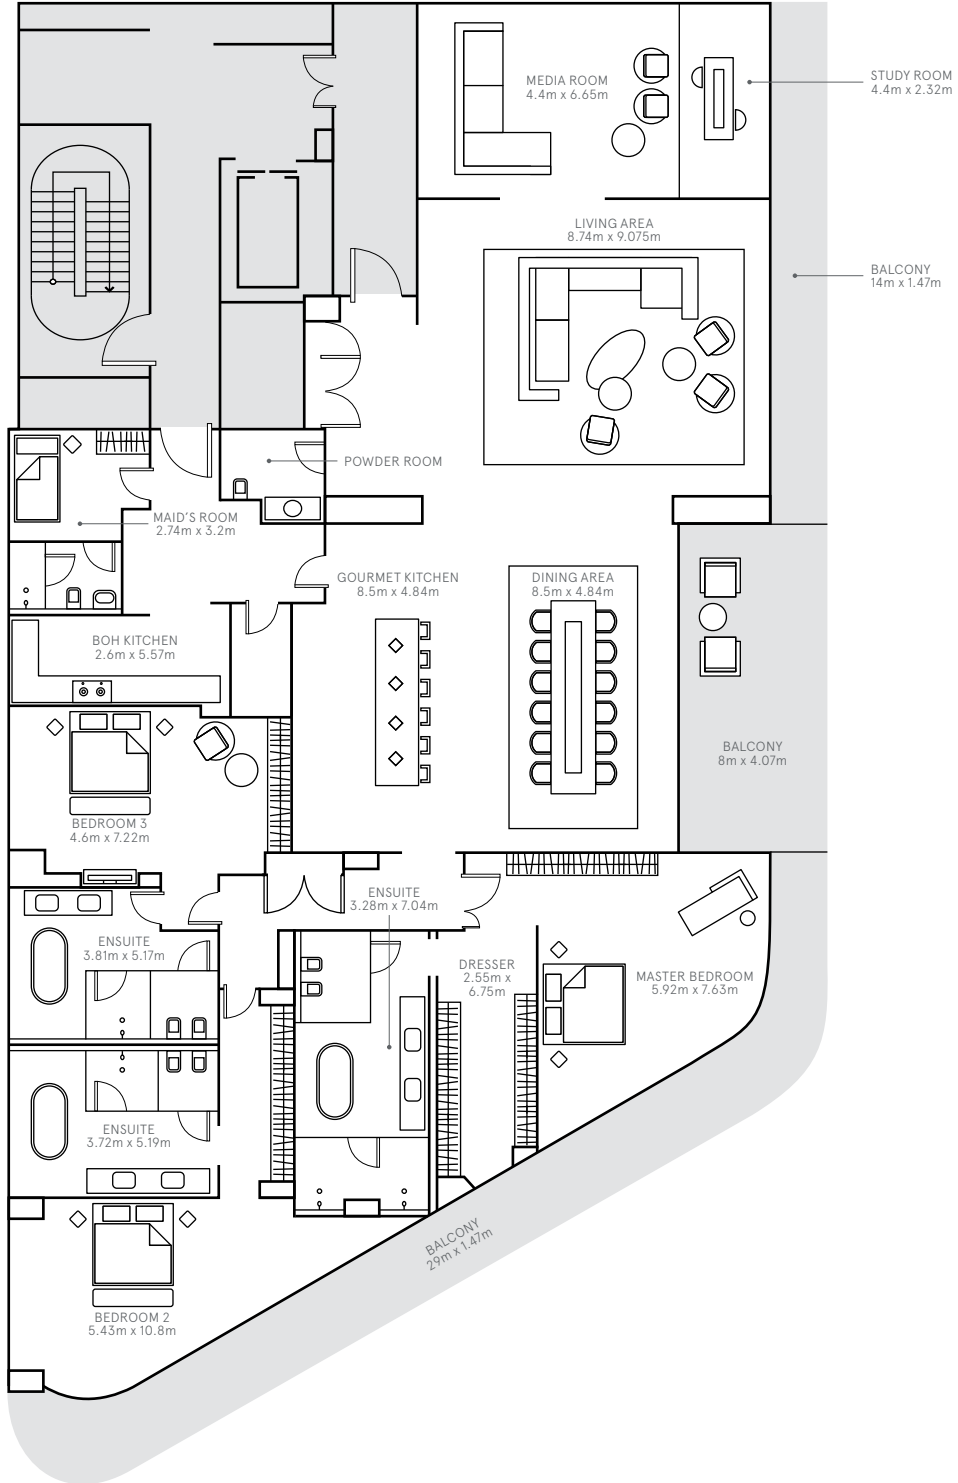 MEDIA ROOM
4.4m x 6.65m
STUDY ROOM
4.4m x 2.32m
LIVING AREA
8.74m x 9.075m
BALCONY
14m x 1.47m
POWDER ROOM
MAID'S ROOM
2.74m x 3.2m
GOURMET KITCHEN
8.5m x 4.84m
DINING AREA
8.5m x 4.84m
BOH KITCHEN
2.6m x 5.57m
BALCONY
8m x 4.07m
BEDROOM 3
4.6m x 7.22m
ENSUITE
3.28m x 7.04m
ENSUITE
3.81m x 5.17m
DRESSER
2.55m x
6.75m
MASTER BEDROOM
5.92m x 7.63m
ENSUITE
3.72m x 5.19m
BALCONY
29m x 1.47m
BEDROOM 2
5.43m x 10.8m